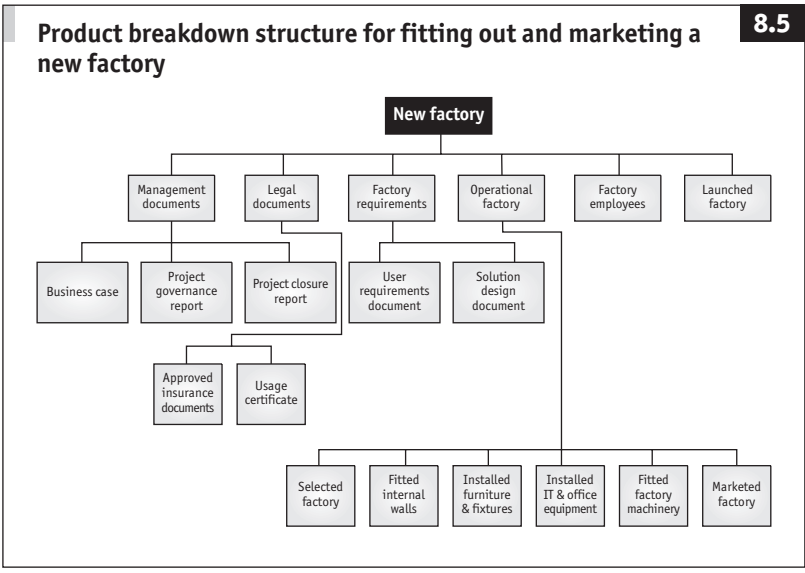 8.5
Product breakdown structure for fitting out and marketing a
new factory
New factory
Management
documents
Legal
documents
Factory
requirements
Operational
factory
Factory
employees
Launched
factory
Business case
Project
governance
report
Project closure
report
User
requirements
document
Solution
design
document
Approved
insurance
documents
Usage
certificate
Selected
factory
Fitted
internal
walls
Installed
furniture
& fixtures
Installed
IT & office
equipment
Fitted
factory
machinery
Marketed
factory